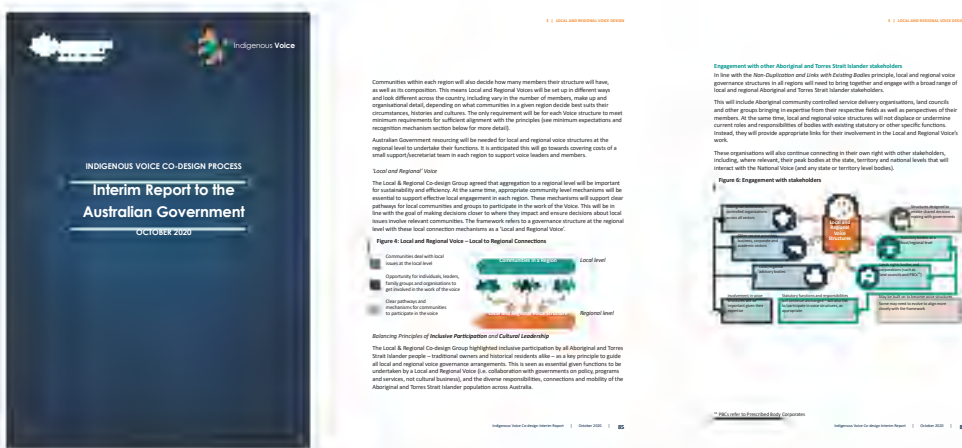 Indigenous Voice
INDIGENOUS VOICE CO-DESIGN PROCESS
Interim Report to the
Australian Government
OCTOBER 2020
3 | LOCAL AND REGIONAL VOICE DESIGN
Communities within each region will also decide how many members their structure will have,
as well as its composition. This means Local and Regional Voices will be set up in different ways
and look different across the country, including vary in the number of members, make up and
organisational detail, depending on what communities in a given region decide best suits their
circumstances, histories and cultures. The only requirement will be for each Voice structure to meet
minimum requirements for sufficient alignment with the principles (see minimum expectations and
recognition mechanism section below for more detail).
Australian Government resourcing will be needed for local and regional voice structures at the
regional level to undertake their functions. It is anticipated this will go towards covering costs of a
small support/secretariat team in each region to support voice leaders and members.
'Local and Regional' Voice
The Local & Regional Co-design Group agreed that aggregation to a regional level will be important
for sustainability and efficiency. At the same time, appropriate community level mechanisms will be
essential to support effective local engagement in each region. These mechanisms will support clear
pathways for local communities and groups to participate in the work of the Voice. This will be in
line with the goal of making decisions closer to where they impact and ensure decisions about local
issues involve relevant communities. The framework refers to a governance structure at the regional
level with these local connection mechanisms as a 'Local and Regional Voice'.
Figure 4: Local and Regional Voice – Local to Regional Connections
Communities deal with local
issues at the local level
Opportunity for individuals, leaders,
family groups and organisations to
get involved in the work of the voice
Clear pathways and
mechanisms for communities
to participate in the voice
Communities in a Region
Local level
Regional level
Balancing Principles of Inclusive Participation and Cultural Leadership
The Local & Regional Co-design Group highlighted inclusive participation by all Aboriginal and Torres
Strait Islander people – traditional owners and historical residents alike – as a key principle to guide
all local and regional voice governance arrangements. This is seen as essential given functions to be
undertaken by a Local and Regional Voice (i.e. collaboration with governments on policy, programs
and services, not cultural business), and the diverse responsibilities, connections and mobility of the
Aboriginal and Torres Strait Islander population across Australia.
Indigenous Voice Co-design Interim Report | October 2020 | 85
3 | LOCAL AND REGIONAL VOICE DESIGN
Engagement with other Aboriginal and Torres Strait Islander stakeholders
In line with the Non-Duplication and Links with Existing Bodies principle, local and regional voice
governance structures in all regions will need to bring together and engage with a broad range of
local and regional Aboriginal and Torres Strait Islander stakeholders.
This will include Aboriginal community controlled service delivery organisations, land councils
and other groups bringing in expertise from their respective fields as well as perspectives of their
members. At the same time, local and regional voice structures will not displace or undermine
current roles and responsibilities of bodies with existing statutory or other specific functions.
Instead, they will provide appropriate links for their involvement in the Local and Regional Voice's
work.
These organisations will also continue connecting in their own right with other stakeholders,
including, where relevant, their peak bodies at the state, territory and national levels that will
interact with the National Voice (and any state or territory level bodies).
Figure 6: Engagement with stakeholders
Local and
Regional
Voice
Structures
** PBCs refer to Prescribed Body Corporates
Indigenous Voice Co-design Interim Report | October 2020 |